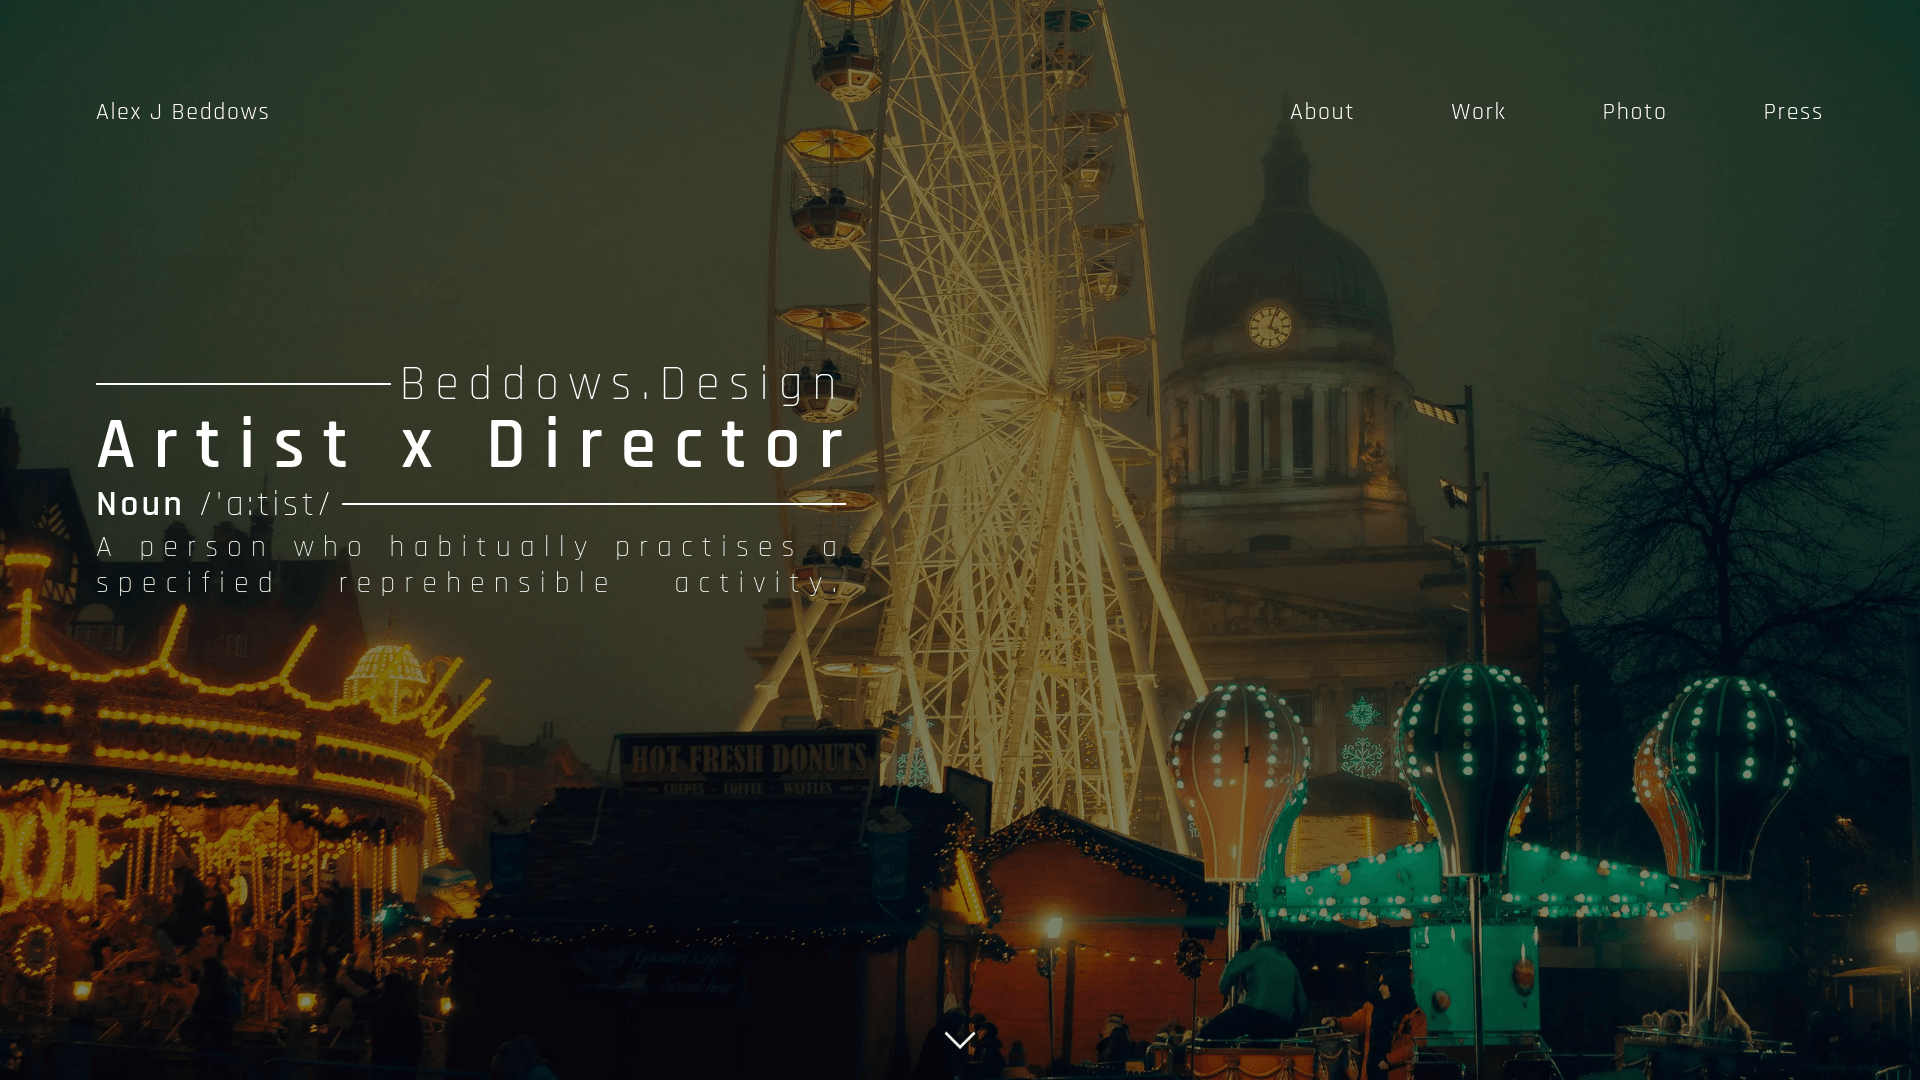 Alex J Beddows
About Work Photo Press
Beddows.Design
Artist x Director
Noun /'ɑːtist/
A person who habitually practises a
specified reprehensible activity.
HOT FRESH DONUTS
CREPES · COFFEE · WAFFLES